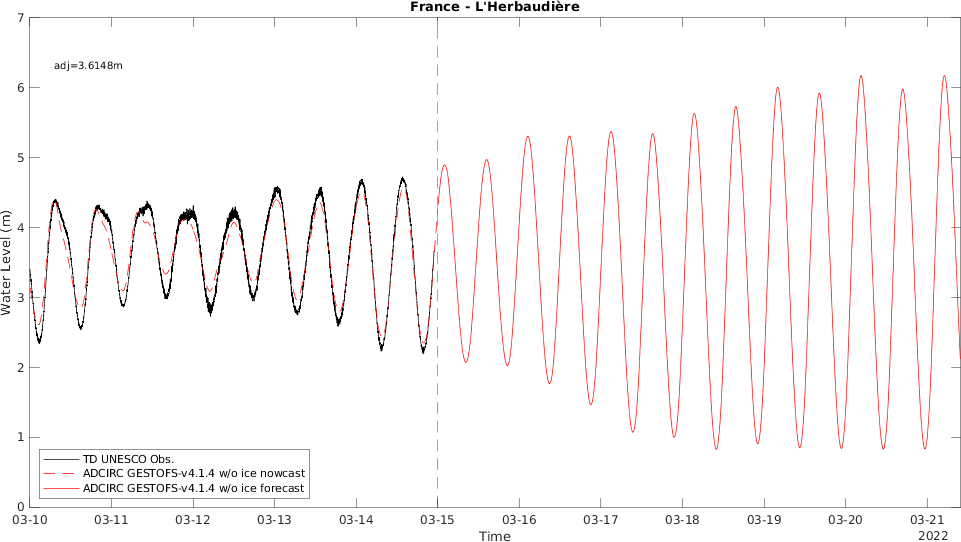 France - L'Herbaudière
7
adj=3.6148m
6
5
4
Water Level (m)
3
2
1
TD UNESCO Obs.
ADCIRC GESTOFS-v4.1.4 w/o ice nowcast
ADCIRC GESTOFS-v4.1.4 w/o ice forecast
0
03-10 03-11 03-12 03-13 03-14 03-15 03-16 03-17 03-18 03-19 03-20 03-21
Time
2022